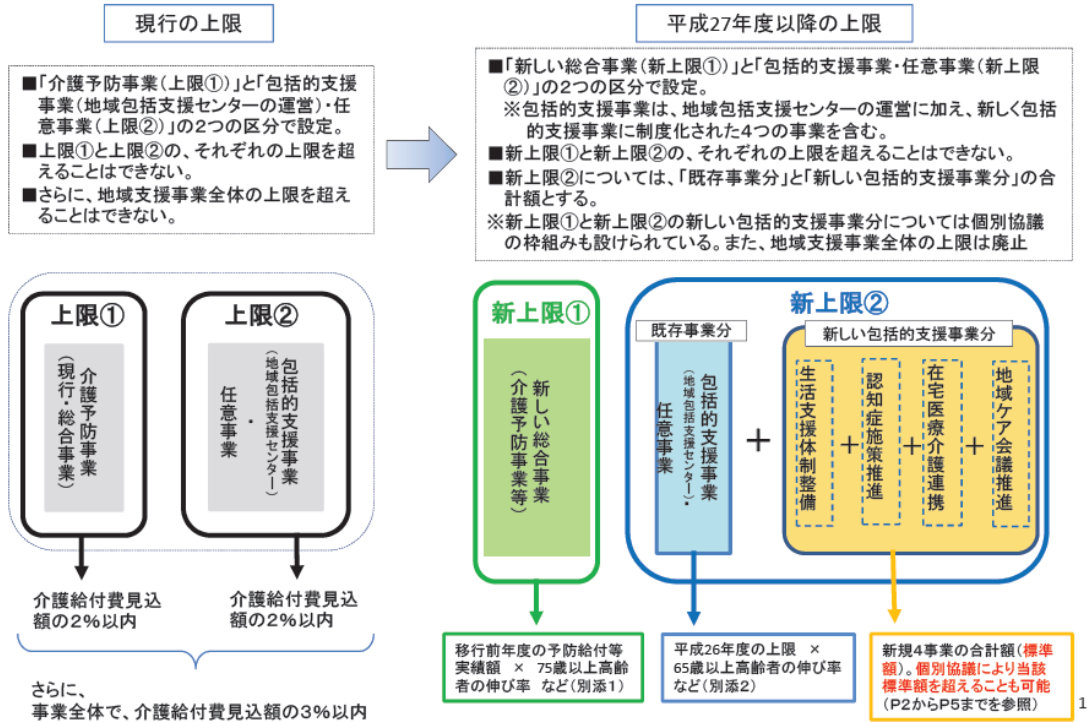 現行の上限
■「介護予防事業(上限①)」と「包括的支援
事業(地域包括支援センターの運営)・任
意事業(上限②)」の2つの区分で設定。
■上限①と上限②の、それぞれの上限を超
えることはできない。
■さらに、地域支援事業全体の上限を超え
ることはできない。
平成27年度以降の上限
■「新しい総合事業(新上限①)」と「包括的支援事業・任意事業(新上限
②)」の2つの区分で設定。
※包括的支援事業は、地域包括支援センターの運営に加え、新しく包括
的支援事業に制度化された4つの事業を含む。
■新上限①と新上限②の、それぞれの上限を超えることはできない。
■新上限②については、「既存事業分」と「新しい包括的支援事業分」の合
計額とする。
※新上限①と新上限②の新しい包括的支援事業分については個別協議
の枠組みも設けられている。また、地域支援事業全体の上限は廃止
上限①
介護予防事業
(現行・総合事業)
上限②
包括的支援事業
(地域包括支援センター)
・
任意事業
介護給付費見込
額の2%以内
介護給付費見込
額の2%以内
さらに、
事業全体で、介護給付費見込額の3%以内
新上限①
新しい総合事業
(介護予防事業等)
新上限②
既存事業分
包括的支援事業
(地域包括支援センター)・
任意事業
+
新しい包括的支援事業分
生活支援体制整備
+
認知症施策推進
+
在宅医療介護連携
+
地域ケア会議推進
移行前年度の予防給付等
実績額 × 75歳以上高齢
者の伸び率 など(別添1)
平成26年度の上限 ×
65歳以上高齢者の伸び率
など(別添2)
新規4事業の合計額(標準
額)。個別協議により当該
標準額を超えることも可能
(P2からP5までを参照)
1